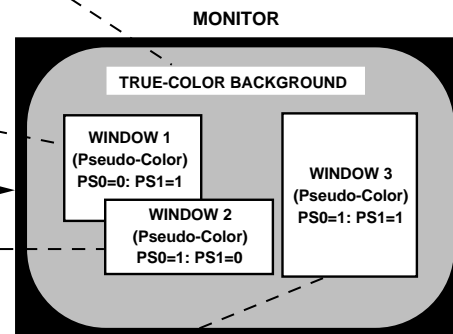 MONITOR
TRUE-COLOR BACKGROUND
WINDOW 1
(Pseudo-Color)
PS0=0: PS1=1
WINDOW 2
(Pseudo-Color)
PS0=1: PS1=0
WINDOW 3
(Pseudo-Color)
PS0=1: PS1=1